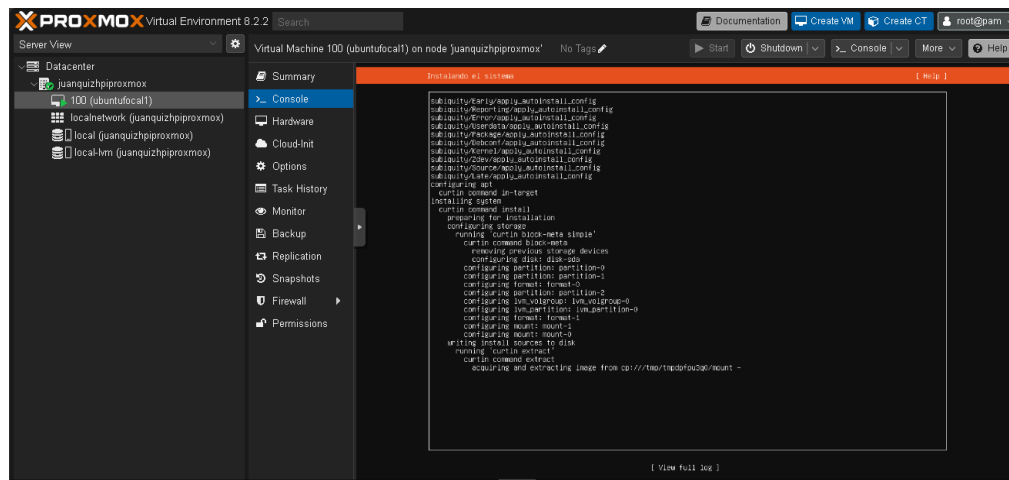 PROXMOX Virtual Environment 8.2.2 Search
Documentation Create VM Create CT root@pam
Server View
Virtual Machine 100 (ubuntufocal1) on node 'juanquizhpiproxmox' No Tags
Start Shutdown Console More Help
Datacenter
juanquizhpiproxmox
100 (ubuntufocal1)
localnetwork (juanquizhpiproxmox)
local (juanquizhpiproxmox)
local-lvm (juanquizhpiproxmox)
Summary
>_ Console
Hardware
Cloud-Init
Options
Task History
Monitor
Backup
Replication
Snapshots
Firewall
Permissions
Instalando el sistema [ Help ]
subiquity/Early/apply_autoinstall_config
subiquity/Reporting/apply_autoinstall_config
subiquity/Error/apply_autoinstall_config
subiquity/Userdata/apply_autoinstall_config
subiquity/Package/apply_autoinstall_config
subiquity/Debconf/apply_autoinstall_config
subiquity/Kernel/apply_autoinstall_config
subiquity/Zdev/apply_autoinstall_config
subiquity/Source/apply_autoinstall_config
subiquity/Late/apply_autoinstall_config
configuring apt
curtin command in-target
installing system
curtin command install
preparing for installation
configuring storage
running 'curtin block-meta simple'
curtin command block-meta
removing previous storage devices
configuring disk: disk-sda
configuring partition: partition-0
configuring partition: partition-1
configuring format: format-0
configuring partition: partition-2
configuring lvm_volgroup: lvm_volgroup-0
configuring lvm_partition: lvm_partition-0
configuring format: format-1
configuring mount: mount-1
configuring mount: mount-0
writing install sources to disk
running 'curtin extract'
curtin command extract
acquiring and extracting image from cp:///tmp/tmpdpfpu3q0/mount -
[ View full log ]